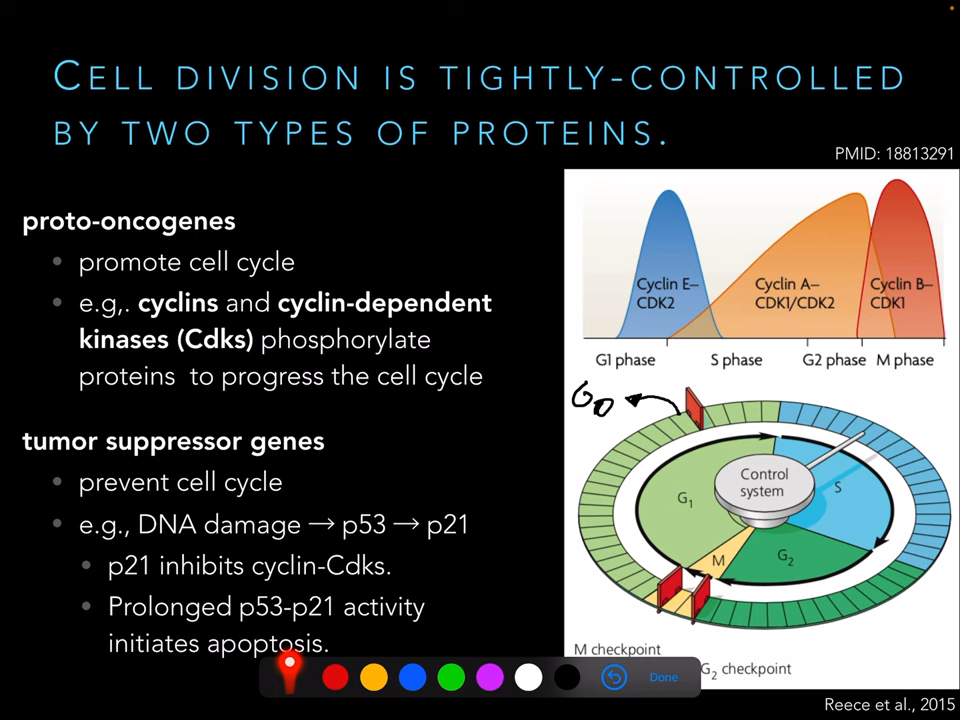 CELL DIVISION IS TIGHTLY-CONTROLLED
BY TWO TYPES OF PROTEINS.
PMID: 18813291
proto-oncogenes
• promote cell cycle
• e.g,. cyclins and cyclin-dependent
kinases (Cdks) phosphorylate
proteins to progress the cell cycle
tumor suppressor genes
• prevent cell cycle
• e.g., DNA damage → p53 → p21
• p21 inhibits cyclin-Cdks.
• Prolonged p53-p21 activity
initiates apoptosis.
Cyclin E–
CDK2
Cyclin A–
CDK1/CDK2
Cyclin B–
CDK1
G1 phase
S phase
G2 phase
M phase
G0
Control
system
G1
S
M
G2
M checkpoint
G2 checkpoint
Done
Reece et al., 2015